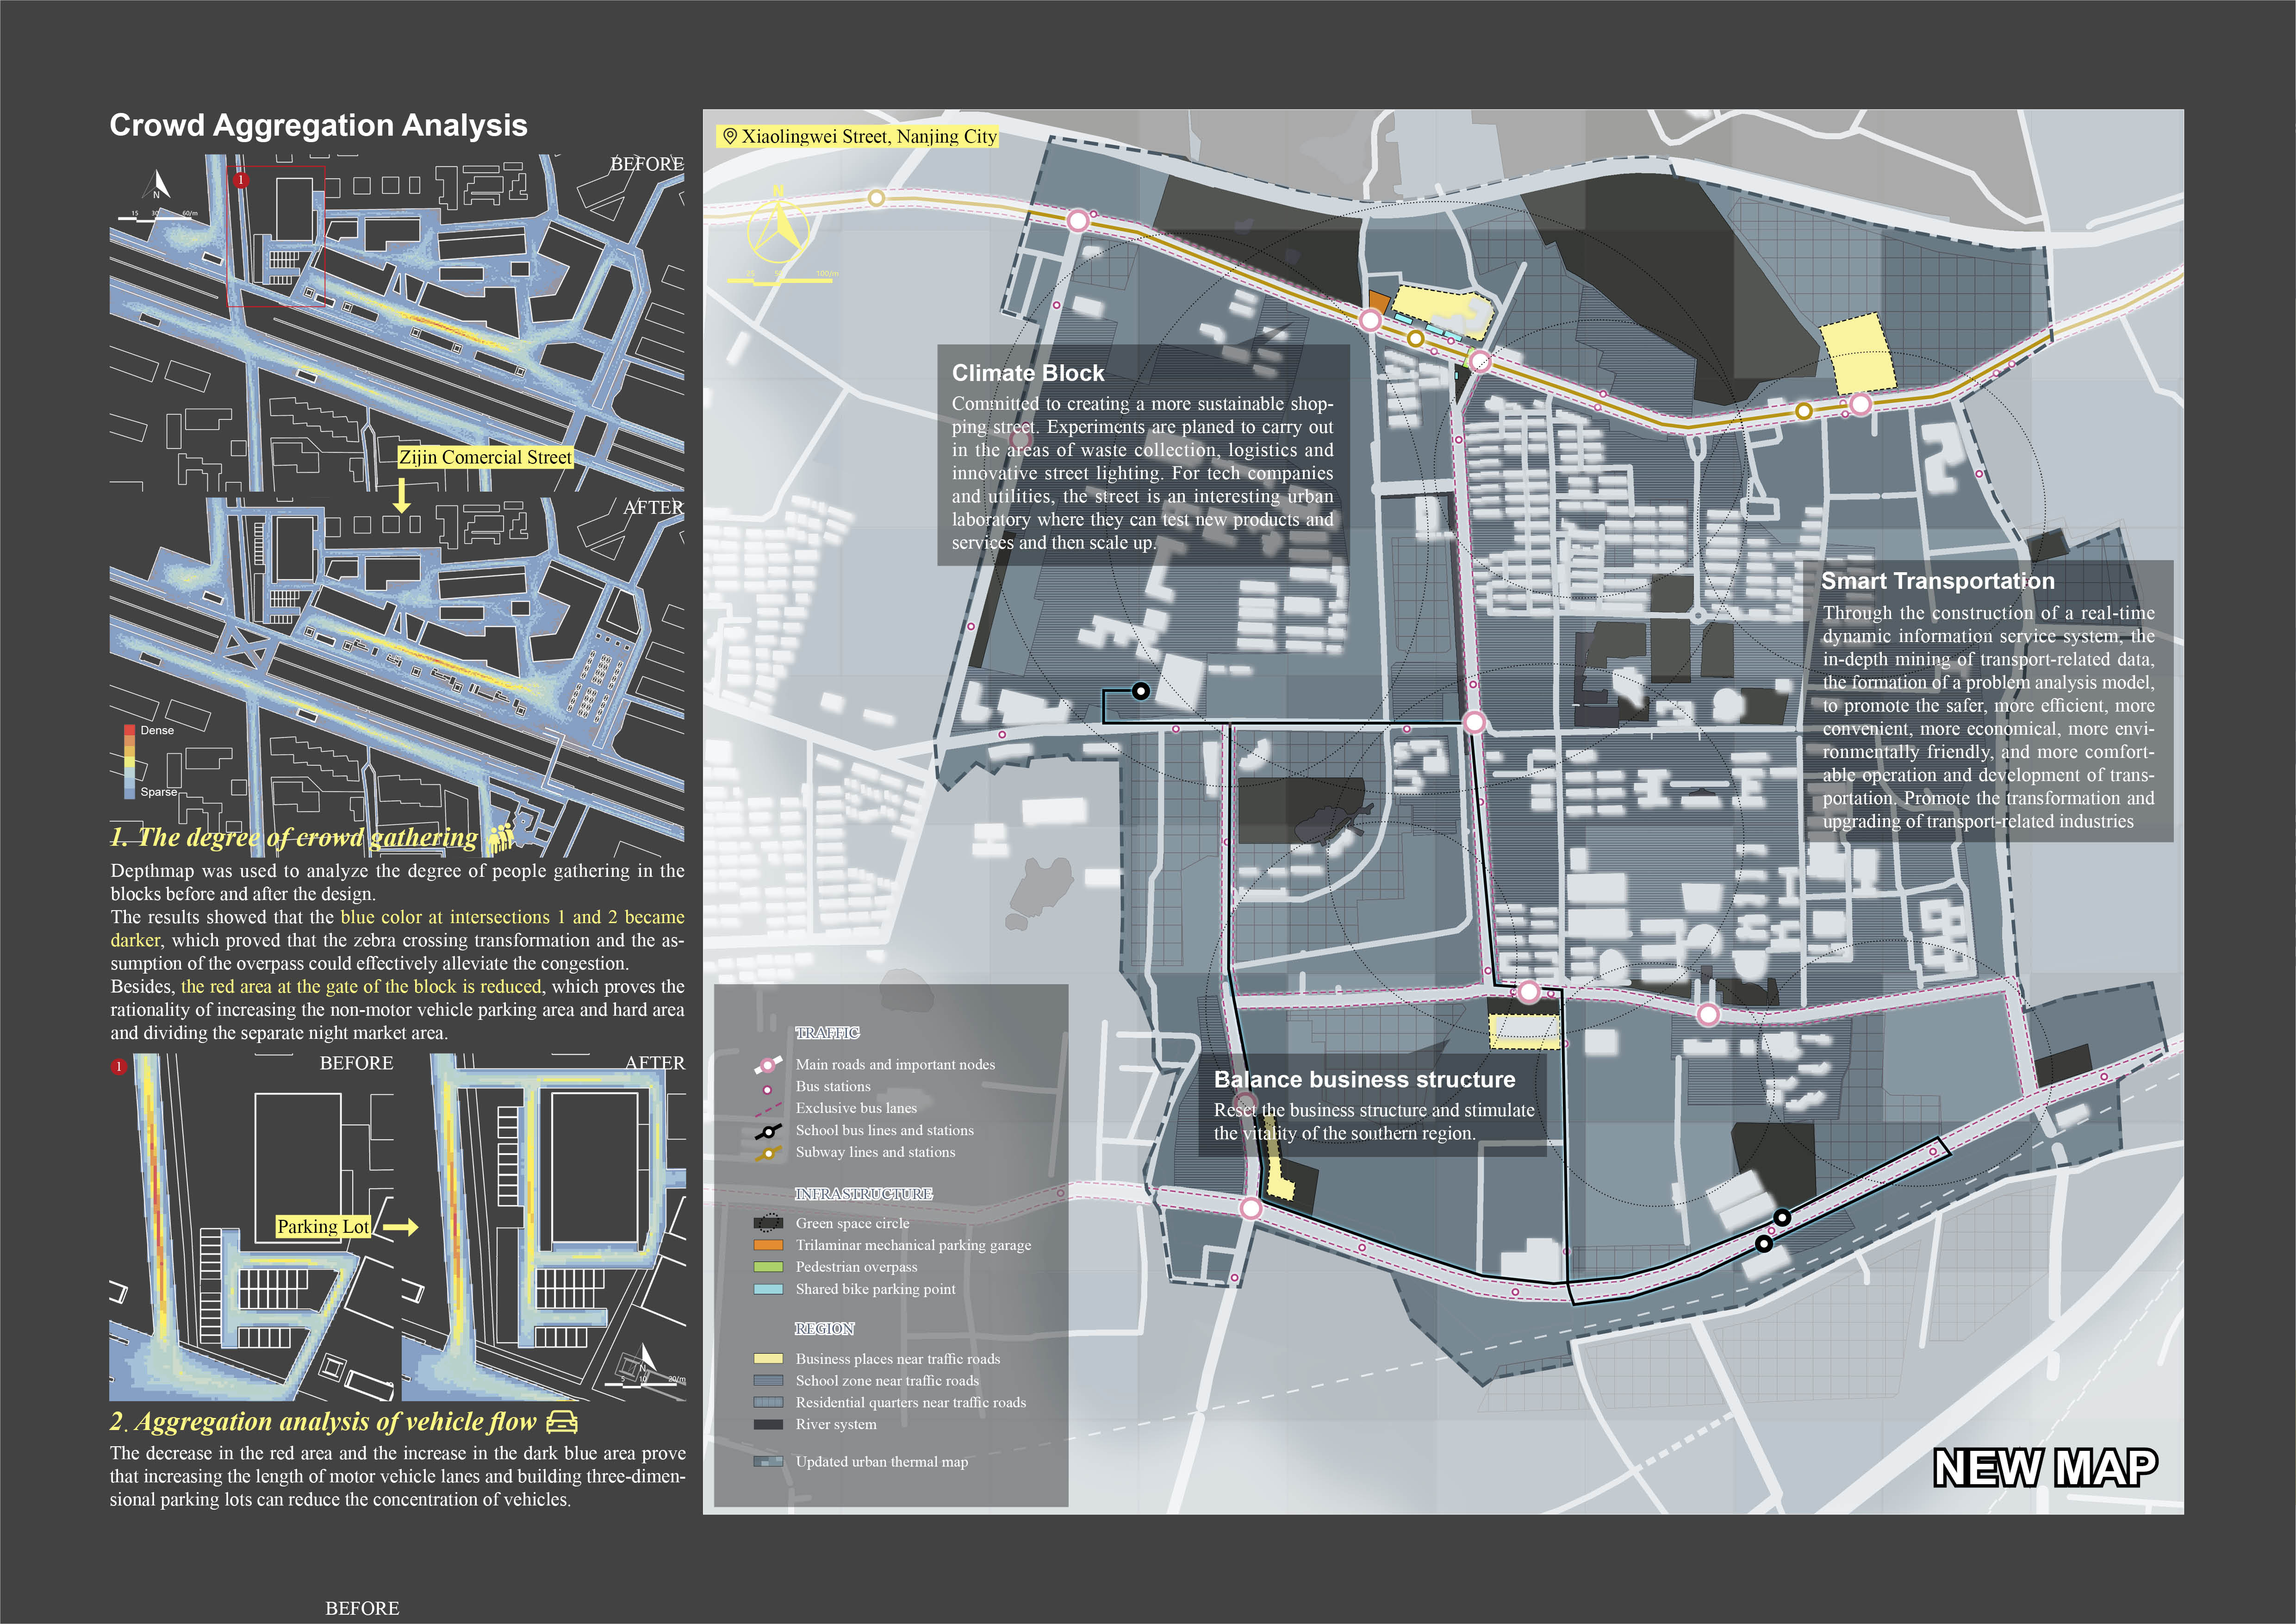 Crowd Aggregation Analysis
BEFORE
1
N
15 30 60/m
Zijin Comercial Street
AFTER
Dense
Sparse
1. The degree of crowd gathering
Depthmap was used to analyze the degree of people gathering in the
blocks before and after the design.
The results showed that the blue color at intersections 1 and 2 became
darker, which proved that the zebra crossing transformation and the as-
sumption of the overpass could effectively alleviate the congestion.
Besides, the red area at the gate of the block is reduced, which proves the
rationality of increasing the non-motor vehicle parking area and hard area
and dividing the separate night market area.
1
BEFORE
AFTER
Parking Lot
N
5 10 20/m
2. Aggregation analysis of vehicle flow
The decrease in the red area and the increase in the dark blue area prove
that increasing the length of motor vehicle lanes and building three-dimen-
sional parking lots can reduce the concentration of vehicles.
Xiaolingwei Street, Nanjing City
N
25 50 100/m
Climate Block
Committed to creating a more sustainable shop-
ping street. Experiments are planed to carry out
in the areas of waste collection, logistics and
innovative street lighting. For tech companies
and utilities, the street is an interesting urban
laboratory where they can test new products and
services and then scale up.
Smart Transportation
Through the construction of a real-time
dynamic information service system, the
in-depth mining of transport-related data,
the formation of a problem analysis model,
to promote the safer, more efficient, more
convenient, more economical, more envi-
ronmentally friendly, and more comfort-
able operation and development of trans-
portation. Promote the transformation and
upgrading of transport-related industries
Balance business structure
Reset the business structure and stimulate
the vitality of the southern region.
TRAFFIC
Main roads and important nodes
Bus stations
Exclusive bus lanes
School bus lines and stations
Subway lines and stations
INFRASTRUCTURE
Green space circle
Trilaminar mechanical parking garage
Pedestrian overpass
Shared bike parking point
REGION
Business places near traffic roads
School zone near traffic roads
Residential quarters near traffic roads
River system
Updated urban thermal map
NEW MAP
BEFORE